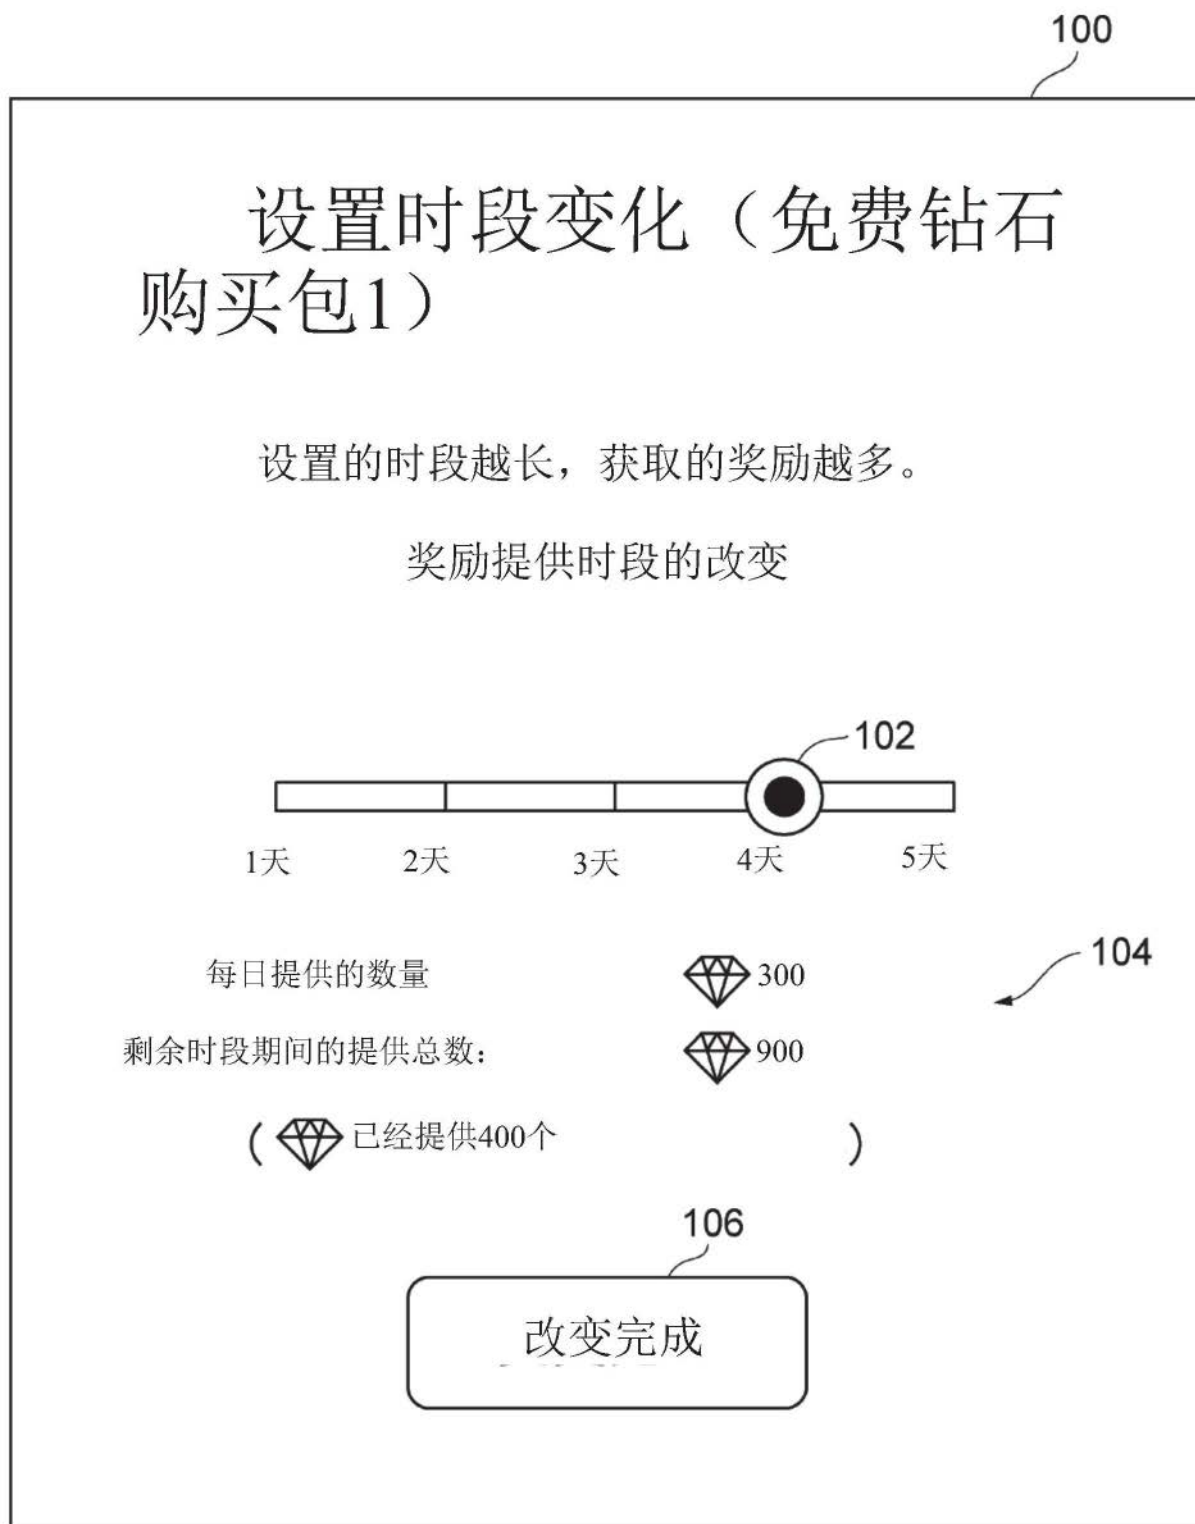 100
设置时段变化（免费钻石
购买包1）
设置的时段越长，获取的奖励越多。
奖励提供时段的改变
102
1天 2天 3天 4天 5天
104
每日提供的数量 300
剩余时段期间的提供总数： 900
（ 已经提供400个 ）
106
改变完成